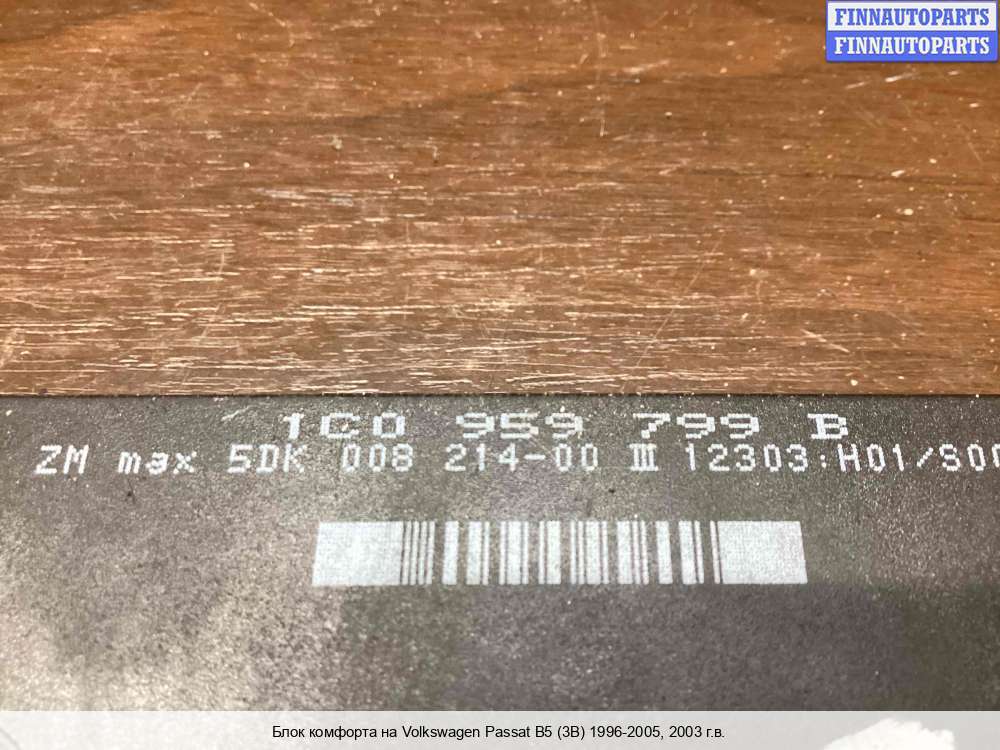 FINNAUTOPARTS
FINNAUTOPARTS
1C0 959 799 B
ZM max 5DK 008 214-00 III 12303:H01/S00
Блок комфорта на Volkswagen Passat B5 (3B) 1996-2005, 2003 г.в.